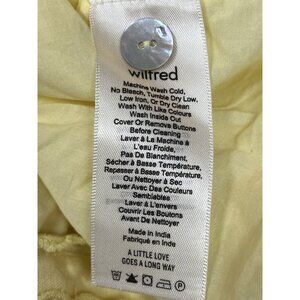 wilfred
Machine Wash Cold,
No Bleach, Tumble Dry Low,
Low Iron, Or Dry Clean
Wash With Like Colours
Wash Inside Out
Cover Or Remove Buttons
Before Cleaning
Laver À La Machine À
L'eau Froide,
Pas De Blanchiment,
Sécher À Basse Température,
Repasser À Basse Température,
Ou Nettoyer À Sec
Laver Avec Des Couleurs
Semblables
Laver À L'envers
Couvrir Les Boutons
Avant De Nettoyer
Made in India
Fabriqué en Inde
A LITTLE LOVE
GOES A LONG WAY